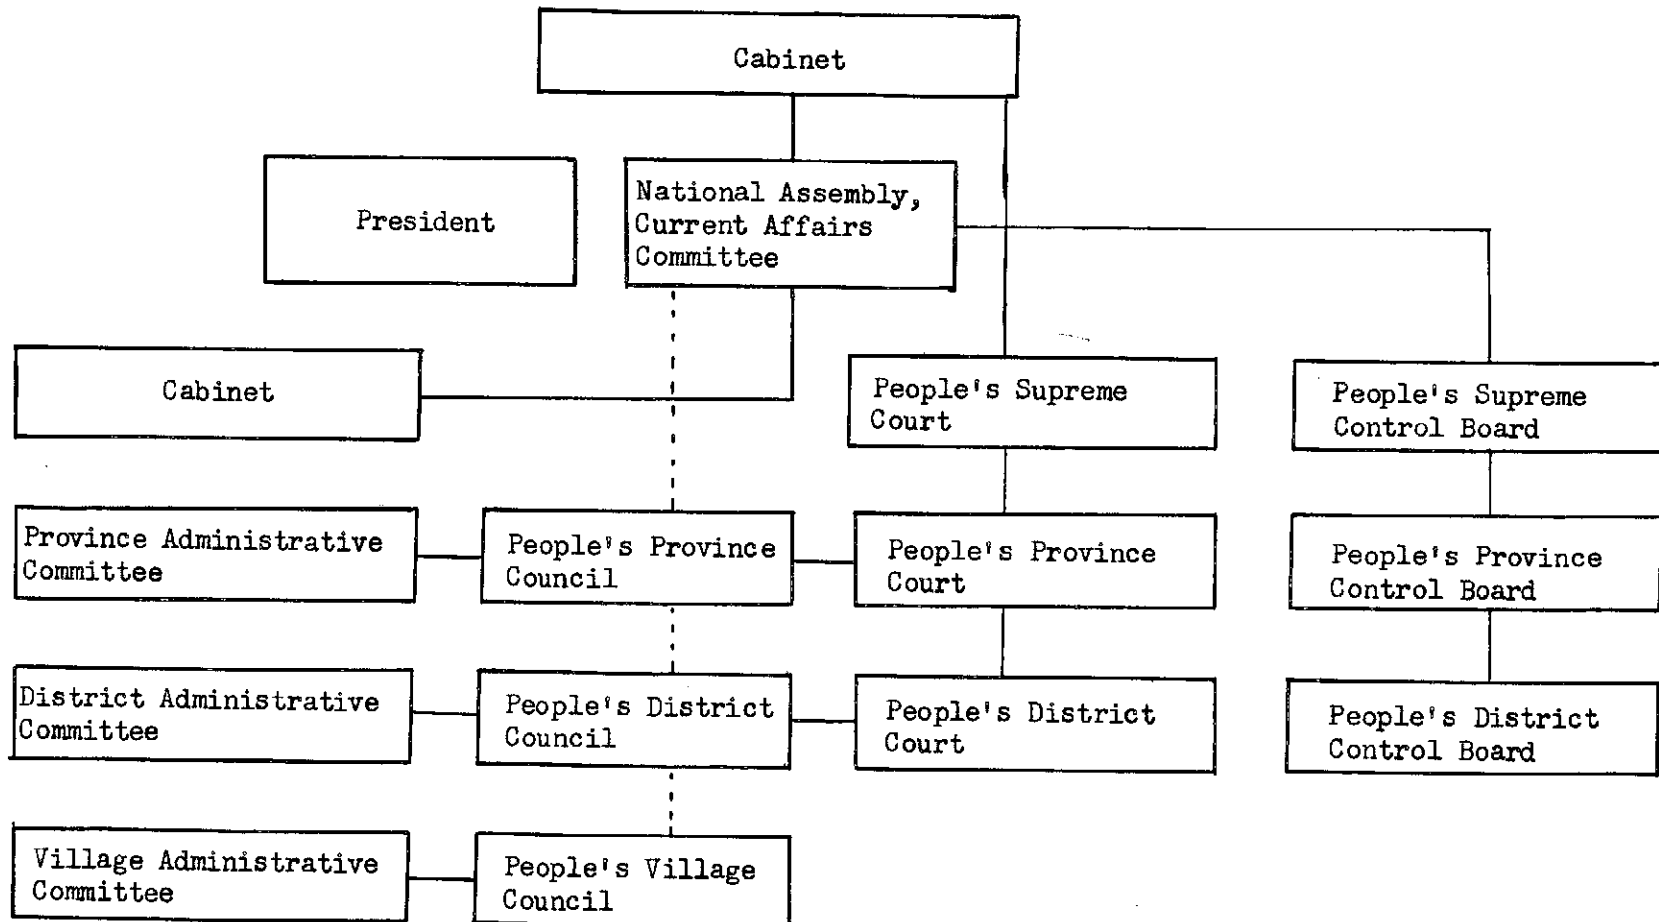 Cabinet
President
National Assembly,
Current Affairs
Committee
Cabinet
People's Supreme
Court
People's Supreme
Control Board
Province Administrative
Committee
People's Province
Council
People's Province
Court
People's Province
Control Board
District Administrative
Committee
People's District
Council
People's District
Court
People's District
Control Board
Village Administrative
Committee
People's Village
Council